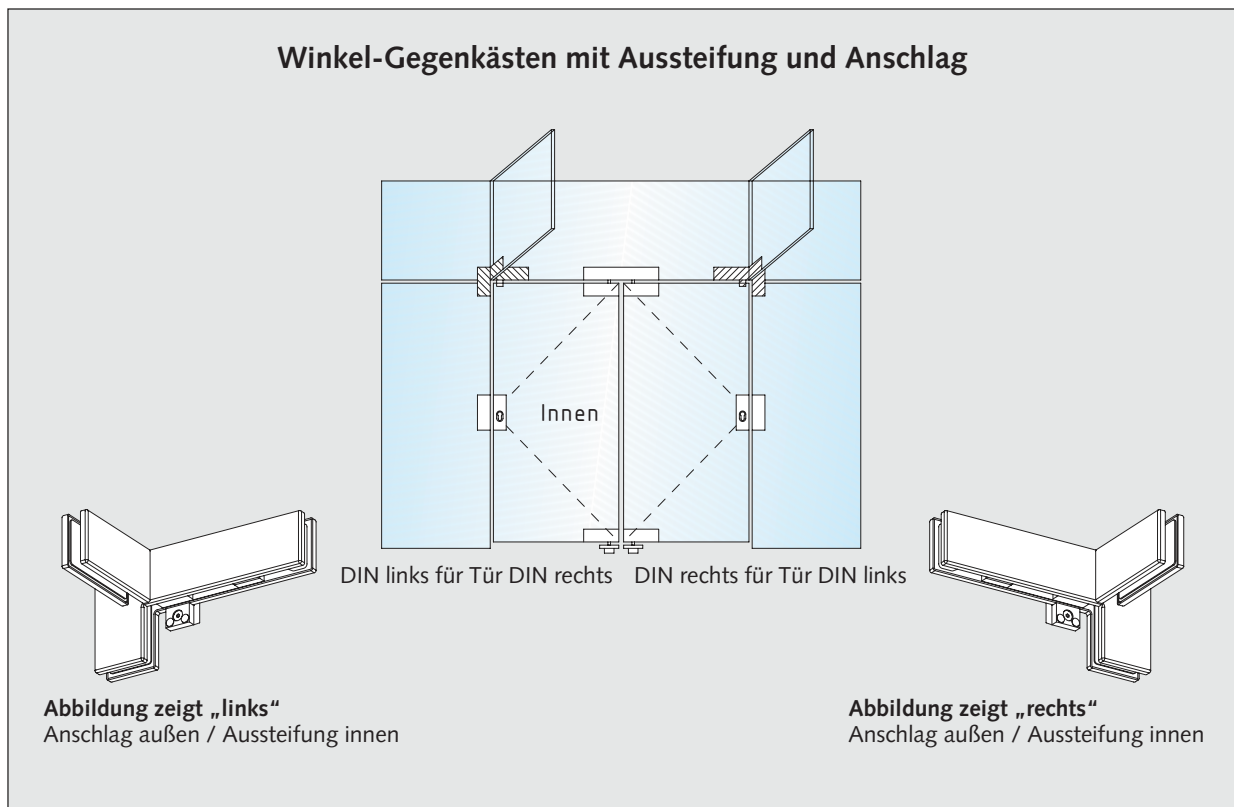 Winkel-Gegenkästen mit Aussteifung und Anschlag
Innen
DIN links für Tür DIN rechts
DIN rechts für Tür DIN links
Abbildung zeigt „links“
Anschlag außen / Aussteifung innen
Abbildung zeigt „rechts“
Anschlag außen / Aussteifung innen